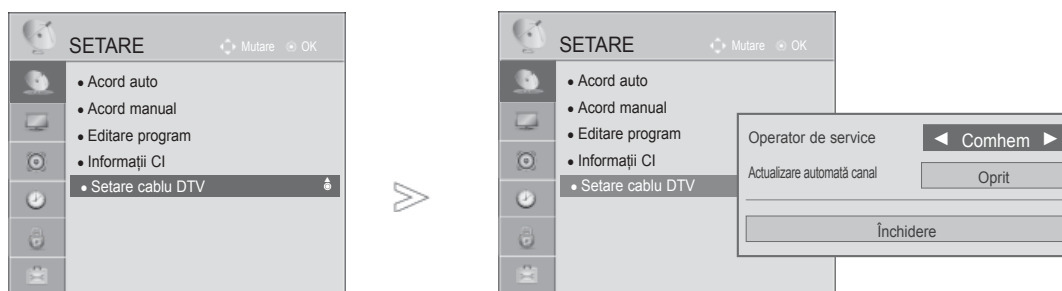 SETARE Mutare OK
• Acord auto
• Acord manual
• Editare program
• Informații CI
• Setare cablu DTV
SETARE Mutare OK
• Acord auto
• Acord manual
• Editare program
• Informații CI
• Setare cablu DTV
Operator de service ◄ Comhem ►
Actualizare automată canal Oprit
Închidere